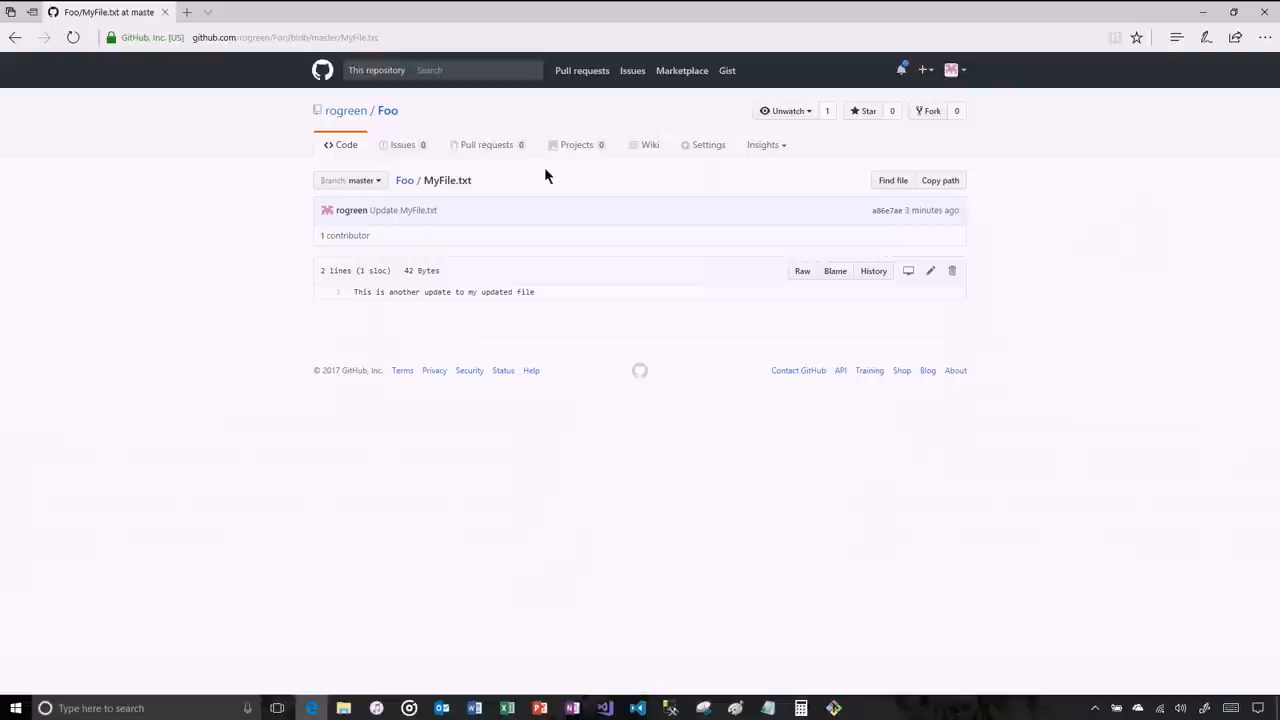 Foo/MyFile.txt at maste
GitHub, Inc. [US] github.com/rogreen/Foo/blob/master/MyFile.txt
This repository Search Pull requests Issues Marketplace Gist
rogreen / Foo Unwatch 1 Star 0 Fork 0
<> Code Issues 0 Pull requests 0 Projects 0 Wiki Settings Insights
Branch: master Foo / MyFile.txt Find file Copy path
rogreen Update MyFile.txt a86e7ae 3 minutes ago
1 contributor
2 lines (1 sloc) 42 Bytes Raw Blame History
1 This is another update to my updated file
© 2017 GitHub, Inc. Terms Privacy Security Status Help Contact GitHub API Training Shop Blog About
Type here to search